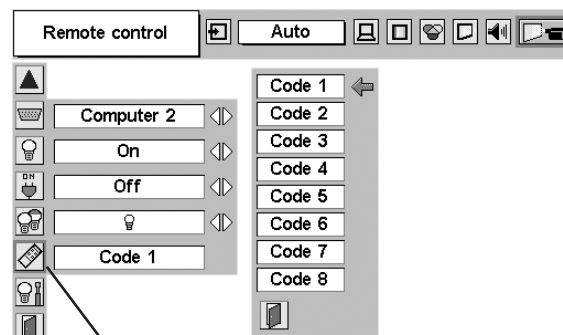 Remote control
Auto
Computer 2
On
ON
Off
Code 1
Code 1
Code 2
Code 3
Code 4
Code 5
Code 6
Code 7
Code 8